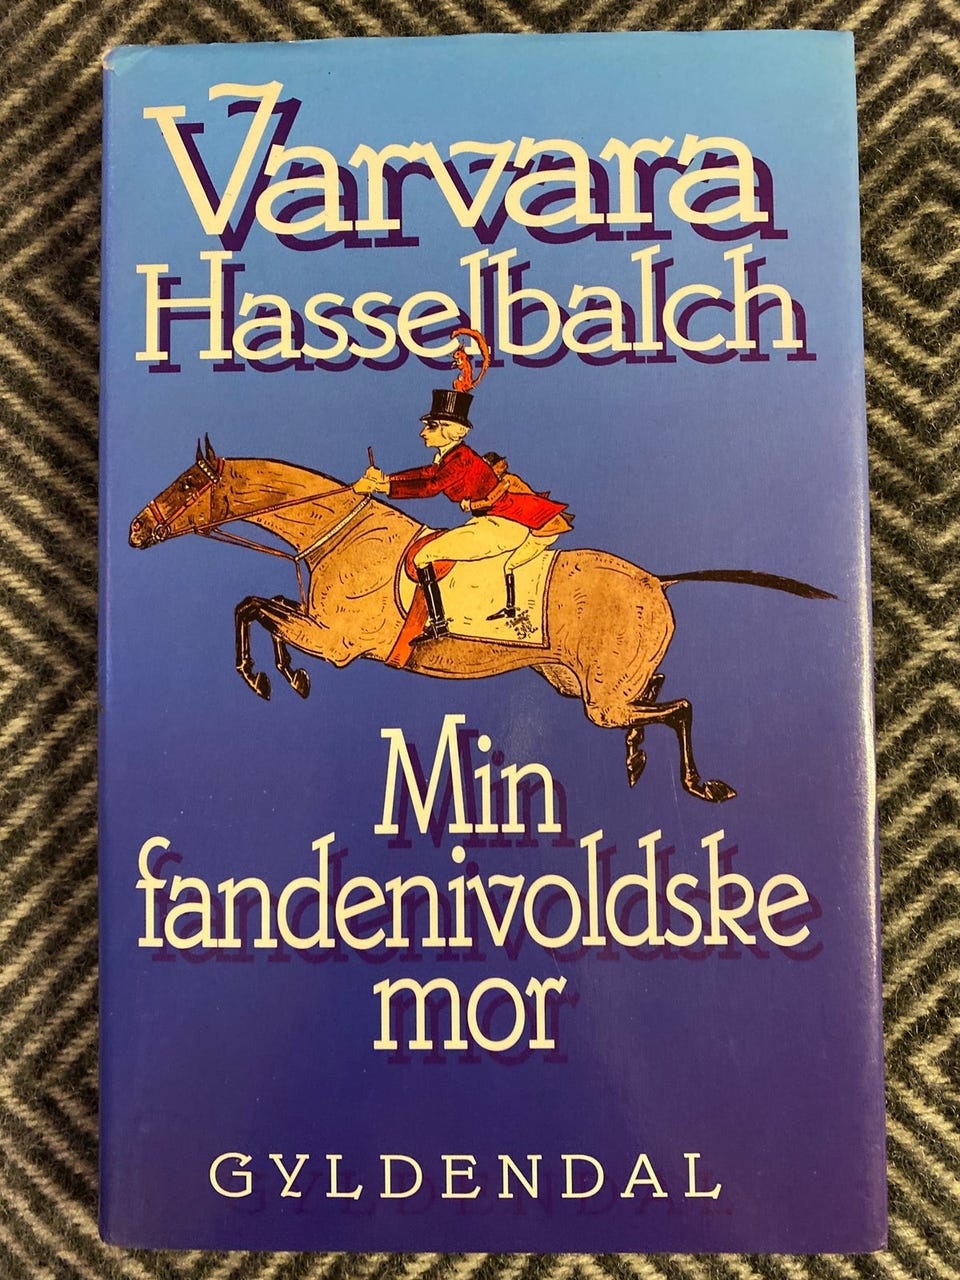 Varvara
Hasselbalch
Min
fandenivoldske
mor
GYLDENDAL